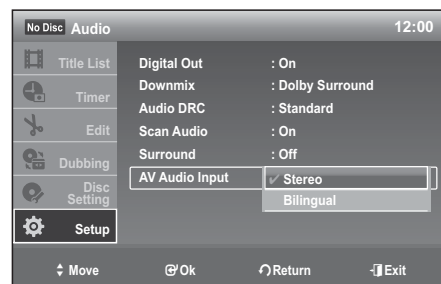 No Disc Audio 12:00
Title List
Timer
Edit
Dubbing
Disc
Setting
Setup
Digital Out : On
Downmix : Dolby Surround
Audio DRC : Standard
Scan Audio : On
Surround : Off
AV Audio Input ✓ Stereo
Bilingual
Move Ok Return Exit